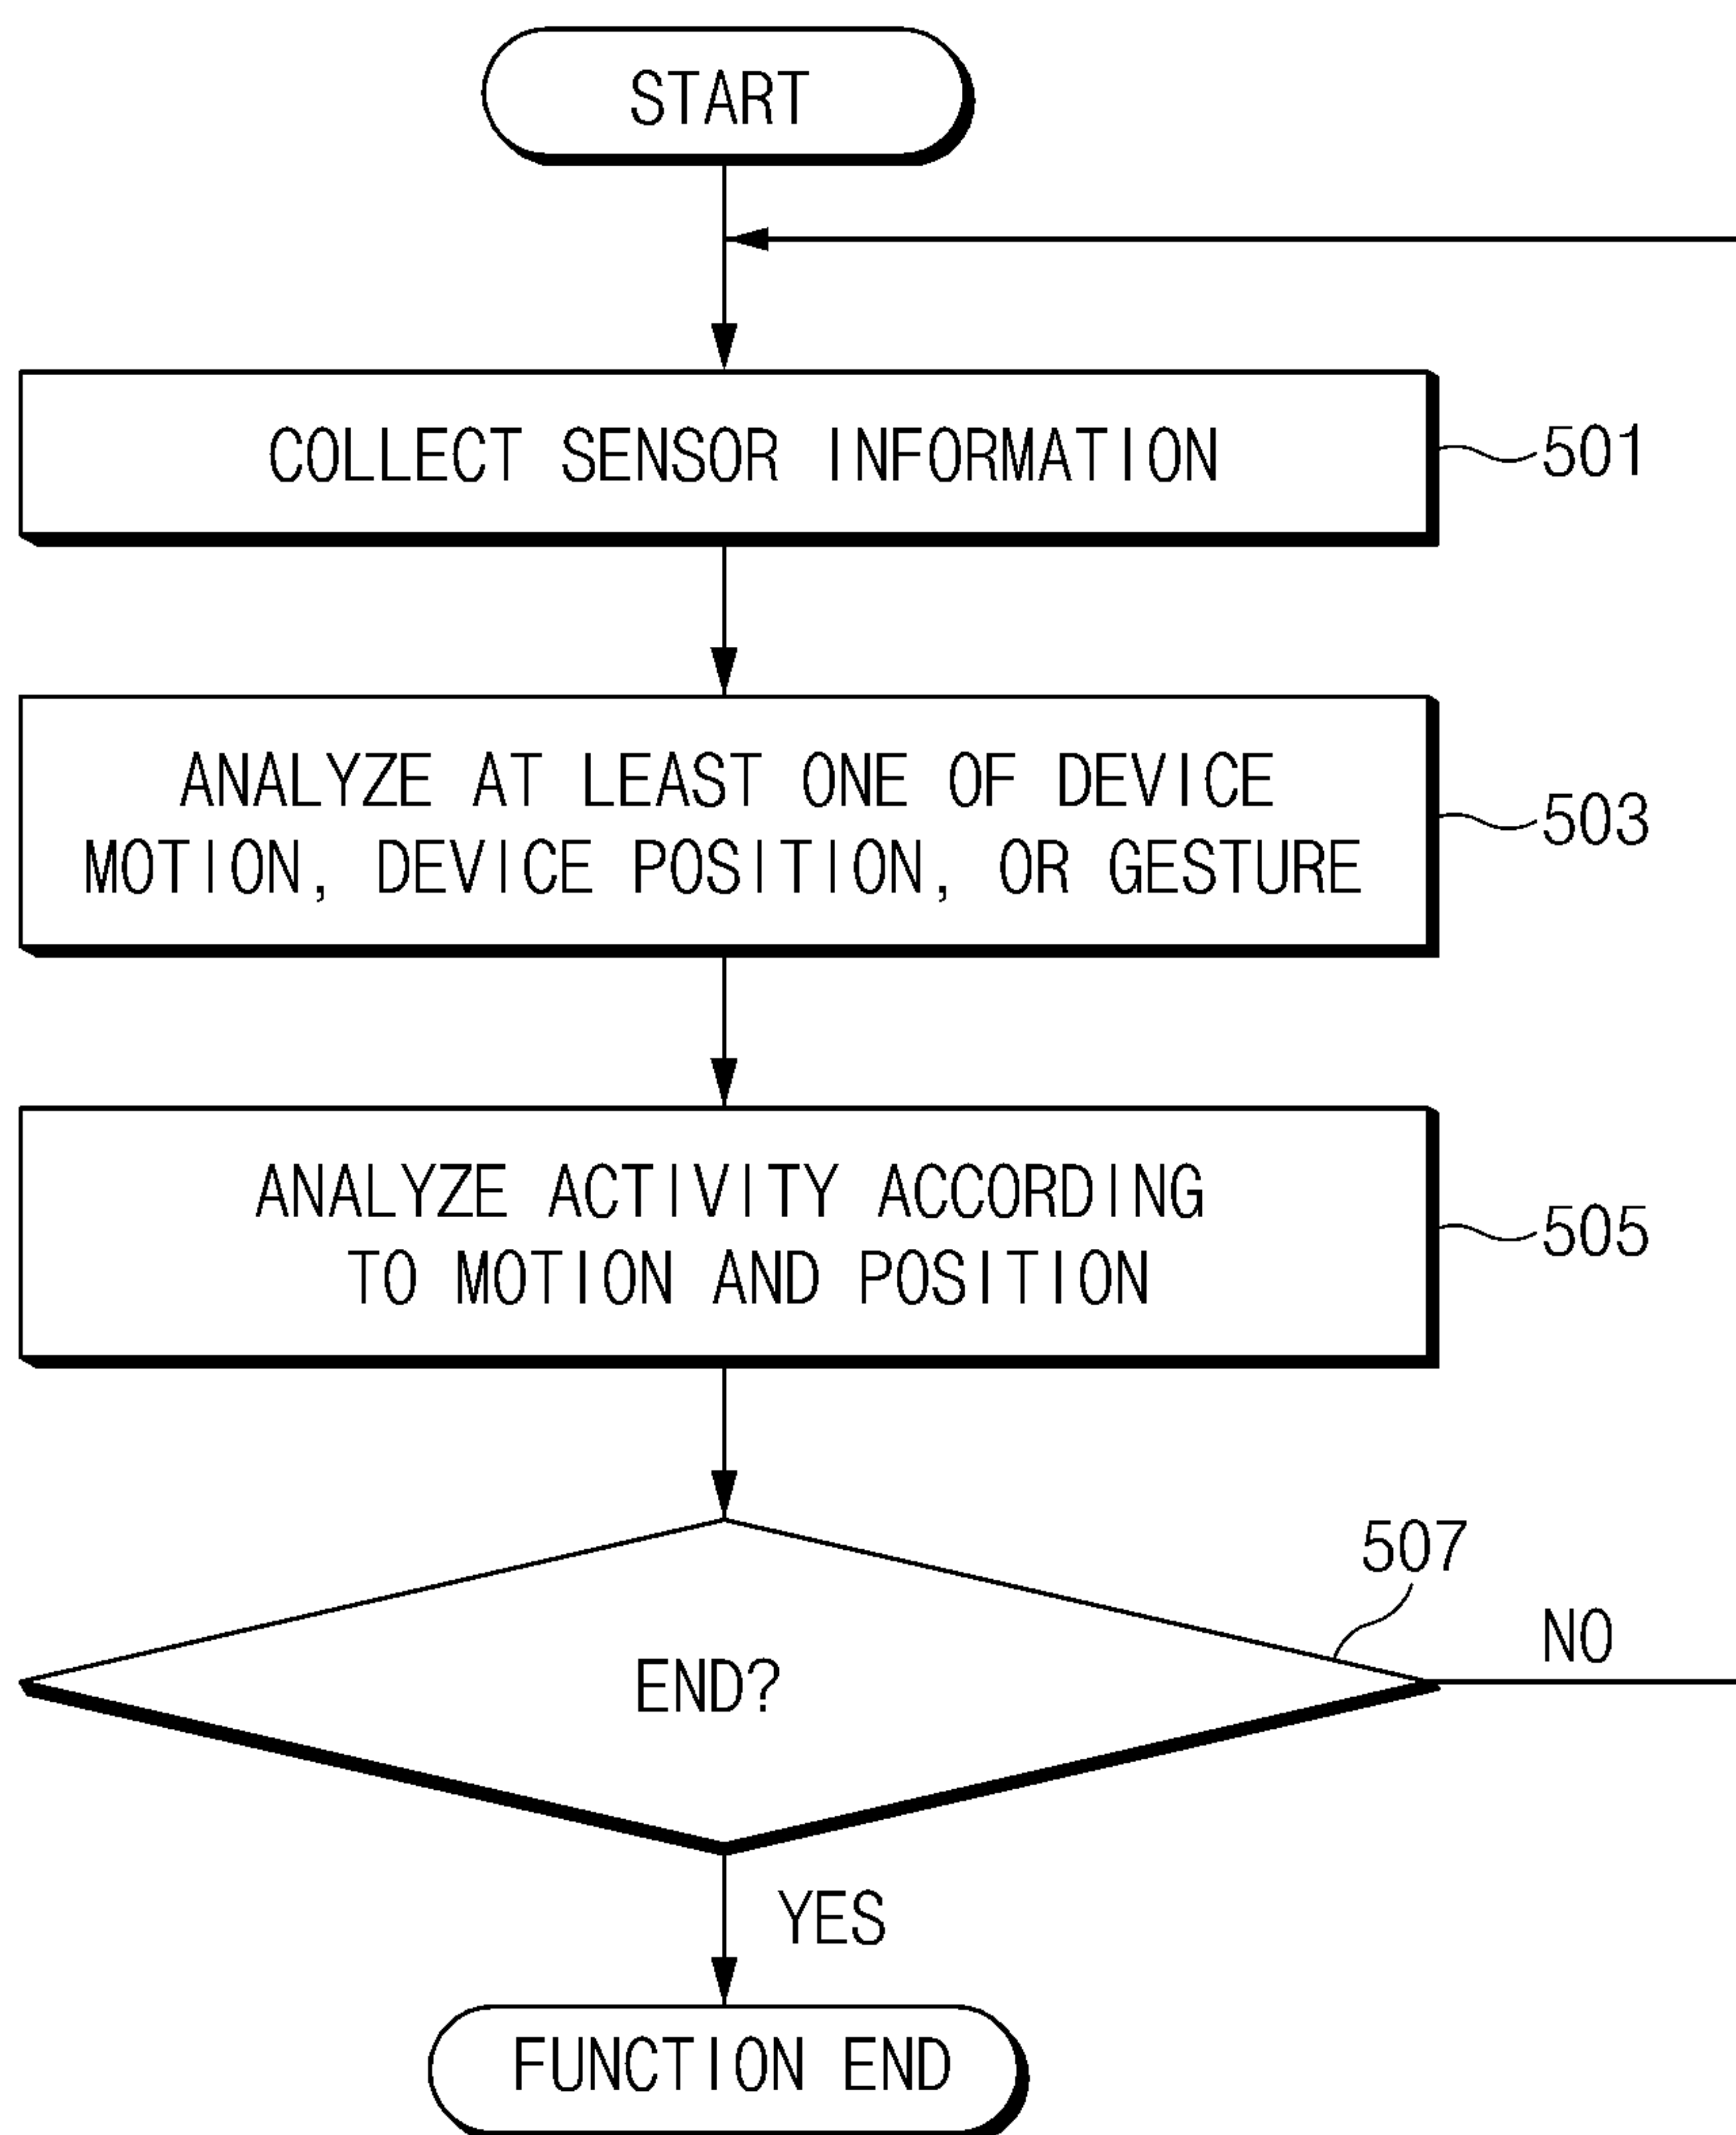 START
COLLECT SENSOR INFORMATION
501
ANALYZE AT LEAST ONE OF DEVICE
MOTION, DEVICE POSITION, OR GESTURE
503
ANALYZE ACTIVITY ACCORDING
TO MOTION AND POSITION
505
507
END?
NO
YES
FUNCTION END